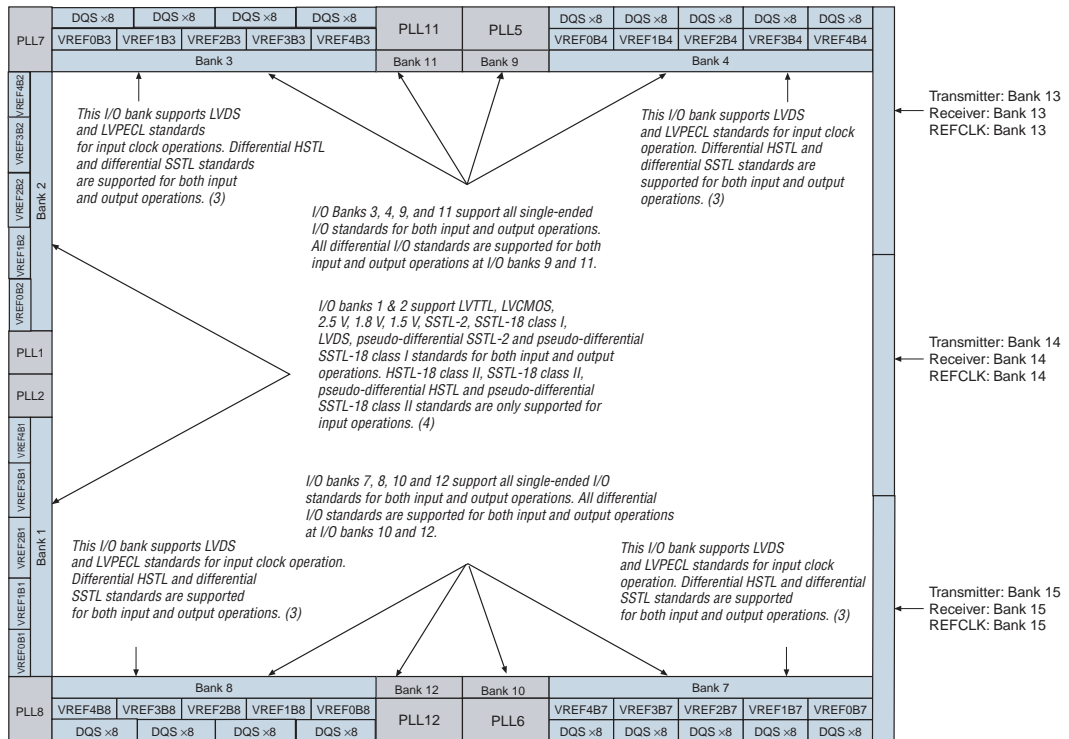 PLL7
DQS ×8 DQS ×8 DQS ×8 DQS ×8
VREF0B3 VREF1B3 VREF2B3 VREF3B3 VREF4B3
Bank 3
PLL11
Bank 11
PLL5
Bank 9
DQS ×8 DQS ×8 DQS ×8 DQS ×8 DQS ×8
VREF0B4 VREF1B4 VREF2B4 VREF3B4 VREF4B4
Bank 4
VREF4B2
VREF3B2
VREF2B2
VREF1B2
VREF0B2
Bank 2
This I/O bank supports LVDS
and LVPECL standards
for input clock operations. Differential HSTL
and differential SSTL standards
are supported for both input
and output operations. (3)
This I/O bank supports LVDS
and LVPECL standards for input clock
operation. Differential HSTL and
differential SSTL standards are
supported for both input and output
operations. (3)
Transmitter: Bank 13
Receiver: Bank 13
REFCLK: Bank 13
I/O Banks 3, 4, 9, and 11 support all single-ended
I/O standards for both input and output operations.
All differential I/O standards are supported for both
input and output operations at I/O banks 9 and 11.
I/O banks 1 & 2 support LVTTL, LVCMOS,
2.5 V, 1.8 V, 1.5 V, SSTL-2, SSTL-18 class I,
LVDS, pseudo-differential SSTL-2 and pseudo-differential
SSTL-18 class I standards for both input and output
operations. HSTL-18 class II, SSTL-18 class II,
pseudo-differential HSTL and pseudo-differential
SSTL-18 class II standards are only supported for
input operations. (4)
PLL1
PLL2
Transmitter: Bank 14
Receiver: Bank 14
REFCLK: Bank 14
VREF4B1
VREF3B1
VREF2B1
VREF1B1
VREF0B1
Bank 1
I/O banks 7, 8, 10 and 12 support all single-ended I/O
standards for both input and output operations. All differential
I/O standards are supported for both input and output operations
at I/O banks 10 and 12.
This I/O bank supports LVDS
and LVPECL standards for input clock operation.
Differential HSTL and differential
SSTL standards are supported
for both input and output operations. (3)
This I/O bank supports LVDS
and LVPECL standards for input clock
operation. Differential HSTL and differential
SSTL standards are supported
for both input and output operations. (3)
Transmitter: Bank 15
Receiver: Bank 15
REFCLK: Bank 15
PLL8
Bank 8
VREF4B8 VREF3B8 VREF2B8 VREF1B8 VREF0B8
DQS ×8 DQS ×8 DQS ×8 DQS ×8
Bank 12
PLL12
Bank 10
PLL6
Bank 7
VREF4B7 VREF3B7 VREF2B7 VREF1B7 VREF0B7
DQS ×8 DQS ×8 DQS ×8 DQS ×8 DQS ×8